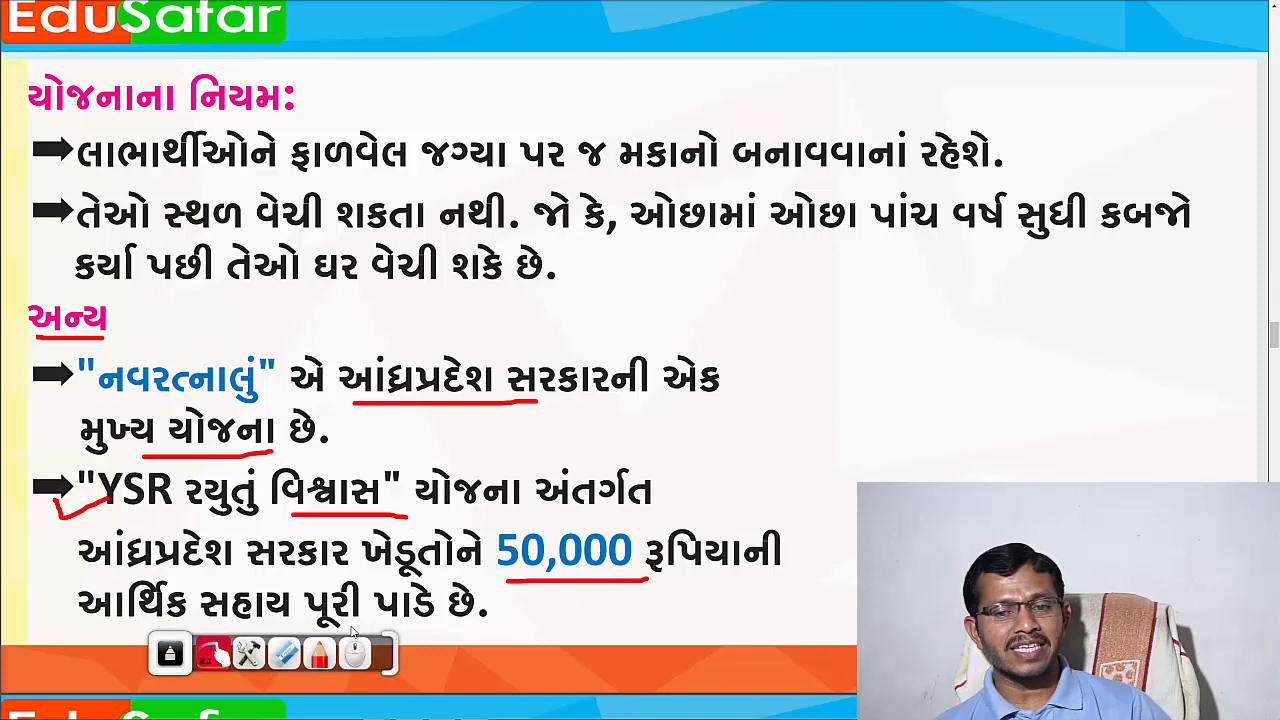 EduSafar
યોજનાના નિયમ:
➡લાભાર્થીઓને ફાળવેલ જગ્યા પર જ મકાનો બનાવવાનાં રહેશે.
➡તેઓ સ્થળ વેચી શકતા નથી. જો કે, ઓછામાં ઓછા પાંચ વર્ષ સુધી કબજો
કર્યા પછી તેઓ ઘર વેચી શકે છે.
અન્ય
➡"નવરત્નાલું" એ આંધ્રપ્રદેશ સરકારની એક
મુખ્ય યોજના છે.
➡"YSR રયુતું વિશ્વાસ" યોજના અંતર્ગત
આંધ્રપ્રદેશ સરકાર ખેડૂતોને 50,000 રૂપિયાની
આર્થિક સહાય પૂરી પાડે છે.
EduSafar